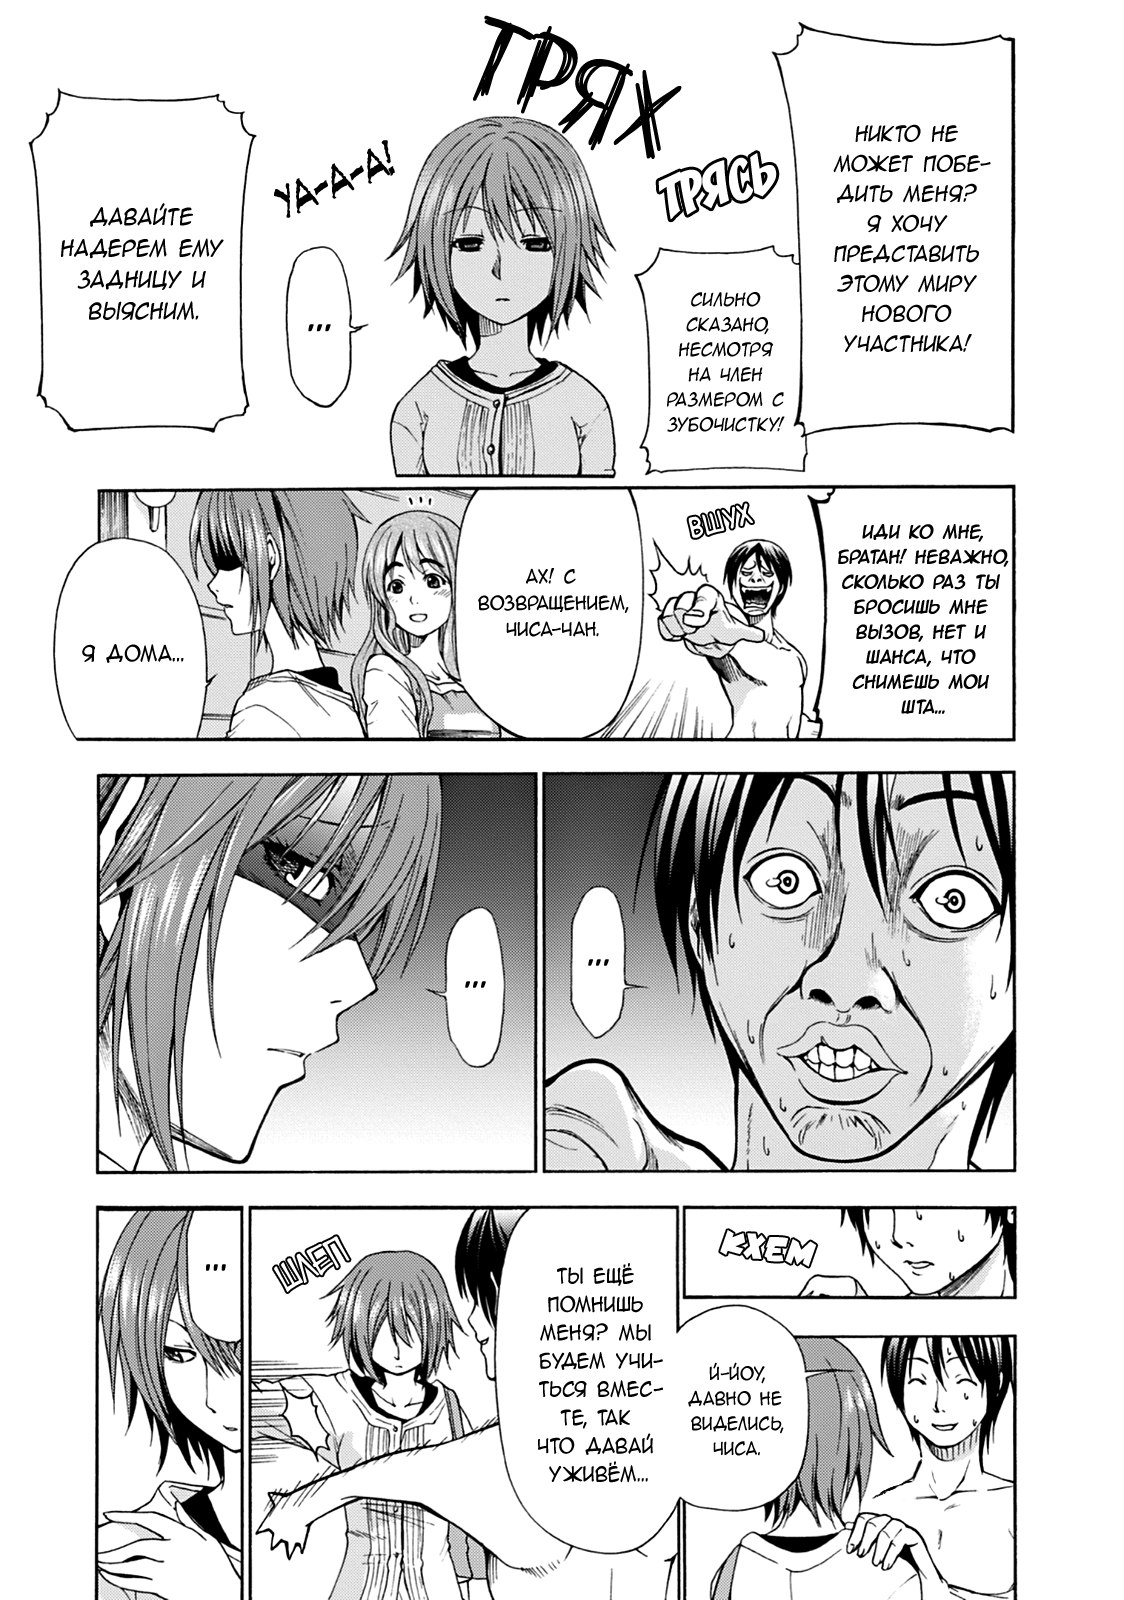 НИКТО НЕ
МОЖЕТ ПОБЕ-
ДИТЬ МЕНЯ?
Я ХОЧУ
ПРЕДСТАВИТЬ
ЭТОМУ МИРУ
НОВОГО
УЧАСТНИКА!
ТРЯХ
ТРЯСЬ
СИЛЬНО
СКАЗАНО,
НЕСМОТРЯ
НА ЧЛЕН
РАЗМЕРОМ С
ЗУБОЧИСТКУ!
УА-А-А!
...
ДАВАЙТЕ
НАДЕРЕМ ЕМУ
ЗАДНИЦУ И
ВЫЯСНИМ.
ИДИ КО МНЕ,
БРАТАН! НЕВАЖНО,
СКОЛЬКО РАЗ ТЫ
БРОСИШЬ МНЕ
ВЫЗОВ, НЕТ И
ШАНСА, ЧТО
СНИМЕШЬ МОИ
ШТА...
ВШУХ
АХ! С
ВОЗВРАЩЕНИЕМ,
ЧИСА-ЧАН.
Я ДОМА...
...
...
КХЕМ
Й-ЙОУ,
ДАВНО НЕ
ВИДЕЛИСЬ,
ЧИСА.
ТЫ ЕЩЁ
ПОМНИШЬ
МЕНЯ? МЫ
БУДЕМ УЧИ-
ТЬСЯ ВМЕС-
ТЕ, ТАК
ЧТО ДАВАЙ
УЖИВЁМ...
ШЛЕП
...